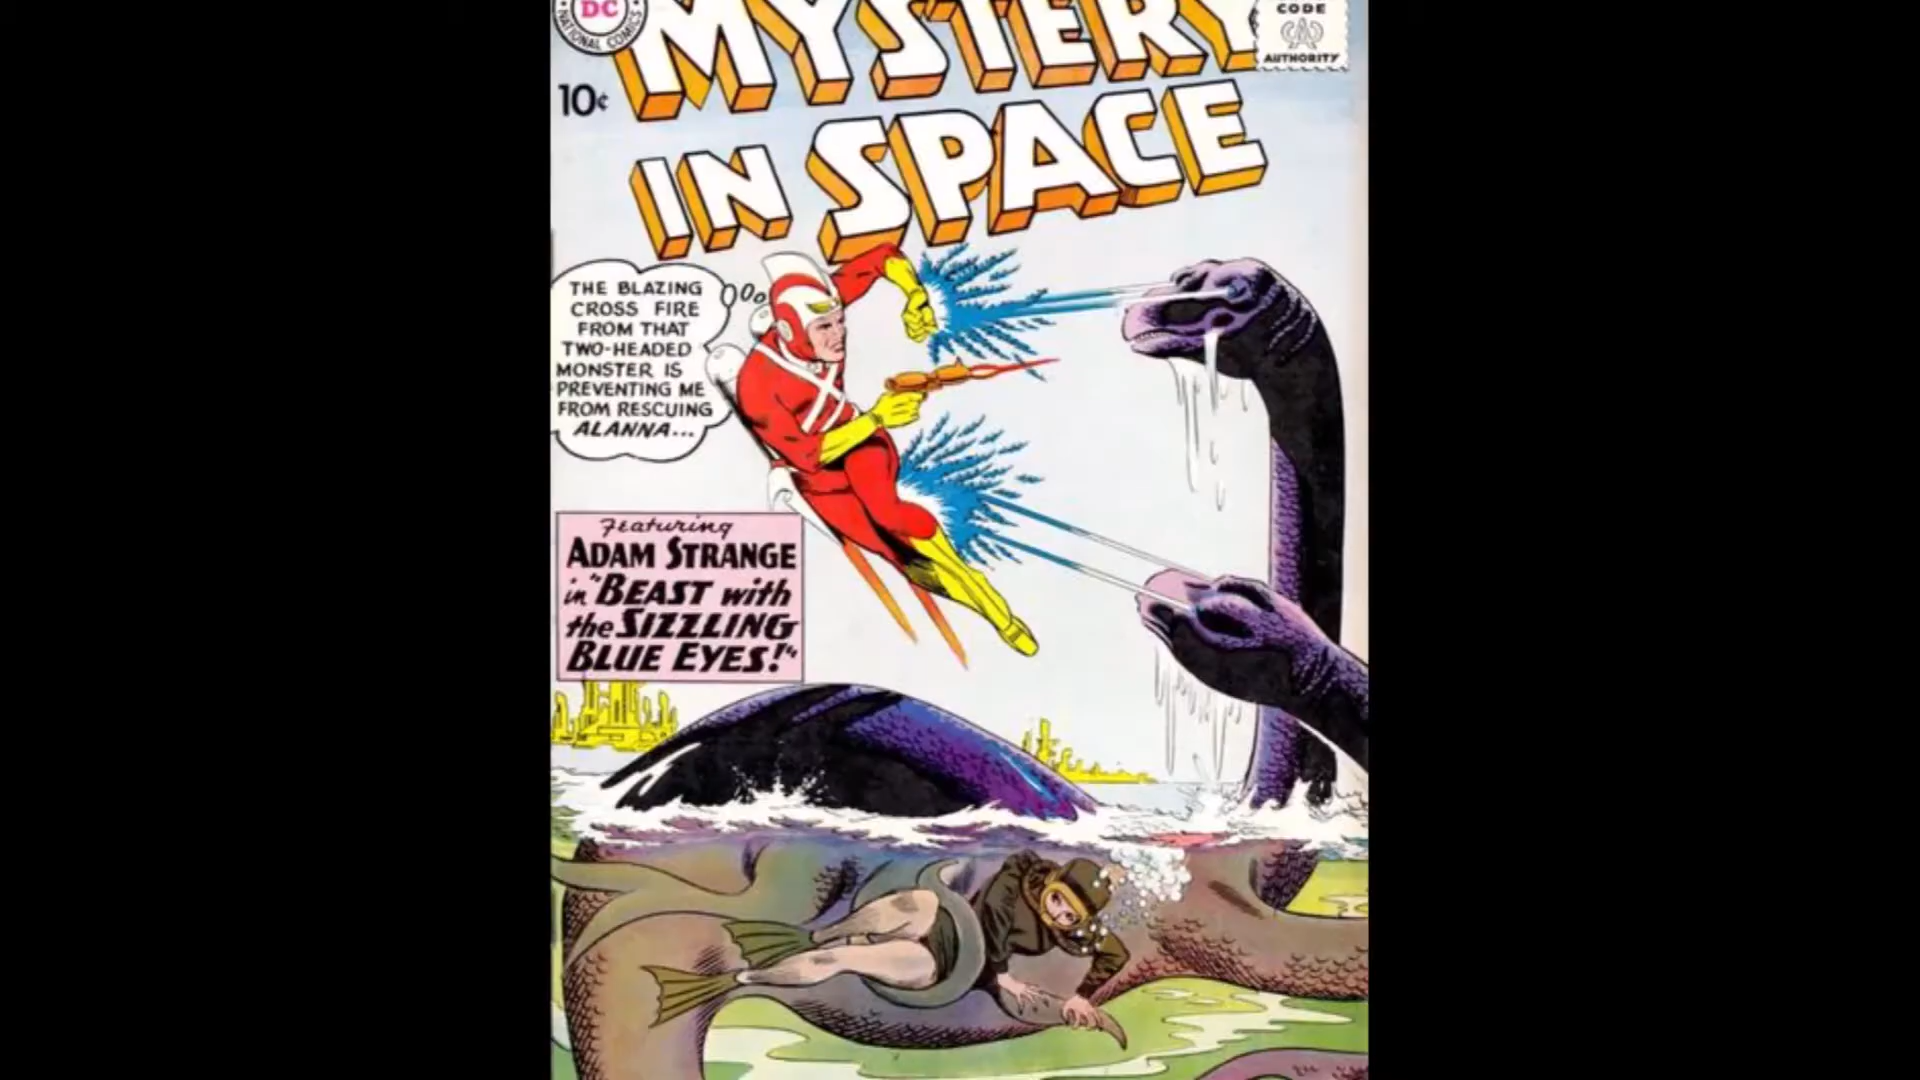 DC
NATIONAL COMICS
MYSTERY
IN SPACE
CODE
AUTHORITY
10¢
THE BLAZING
CROSS FIRE
FROM THAT
TWO-HEADED
MONSTER IS
PREVENTING ME
FROM RESCUING
ALANNA...
Featuring
ADAM STRANGE
in "BEAST with
the SIZZLING
BLUE EYES!"